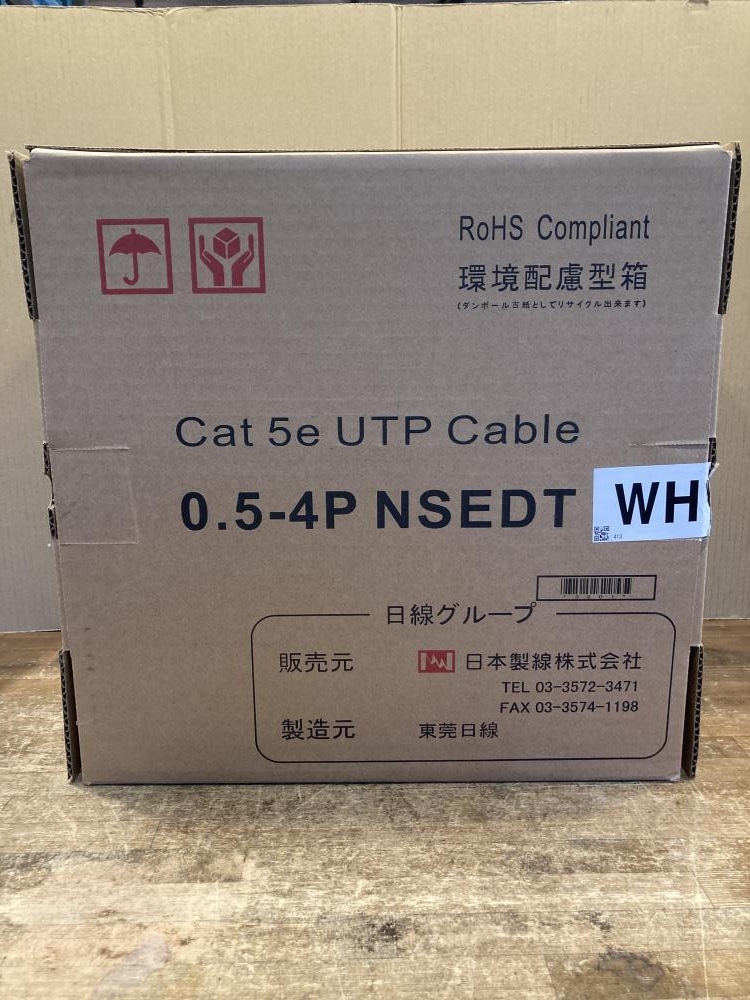 RoHS Compliant
環境配慮型箱
(ダンボール古紙としてリサイクル出来ます)
Cat 5e UTP Cable
0.5-4P NSEDT
WH
日線グループ
販売元 日本製線株式会社
TEL 03-3572-3471
FAX 03-3574-1198
製造元 東莞日線